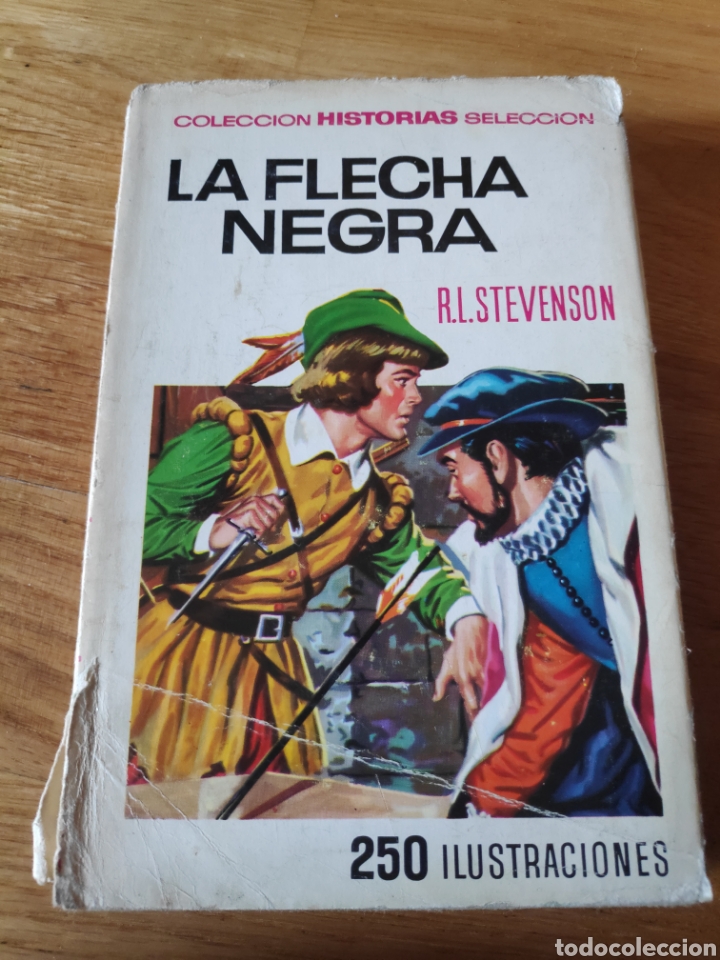 COLECCION HISTORIAS SELECCION
LA FLECHA
NEGRA
R.L.STEVENSON
250 ILUSTRACIONES
todocoleccion